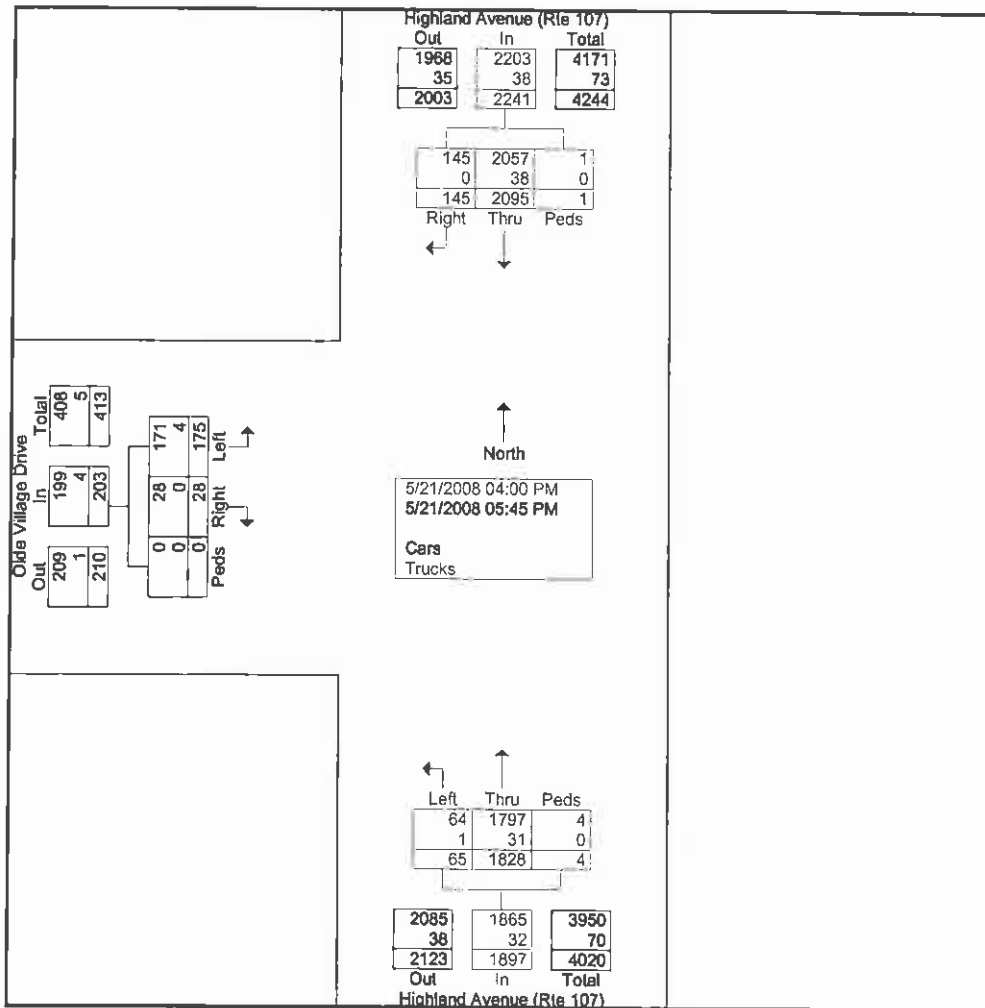 Highland Avenue (Rte 107)
Out In Total
1968 2203 4171
35 38 73
2003 2241 4244
145 2057 1
0 38 0
145 2095 1
Right Thru Peds
Olde Village Drive
Out In Total
209 199 408
1 4 5
210 203 413
0 28 171
0 0 4
0 28 175
Peds Right Left
North
5/21/2008 04:00 PM
5/21/2008 05:45 PM
Cars
Trucks
Left Thru Peds
64 1797 4
1 31 0
65 1828 4
2085 1865 3950
38 32 70
2123 1897 4020
Out In Total
Highland Avenue (Rte 107)